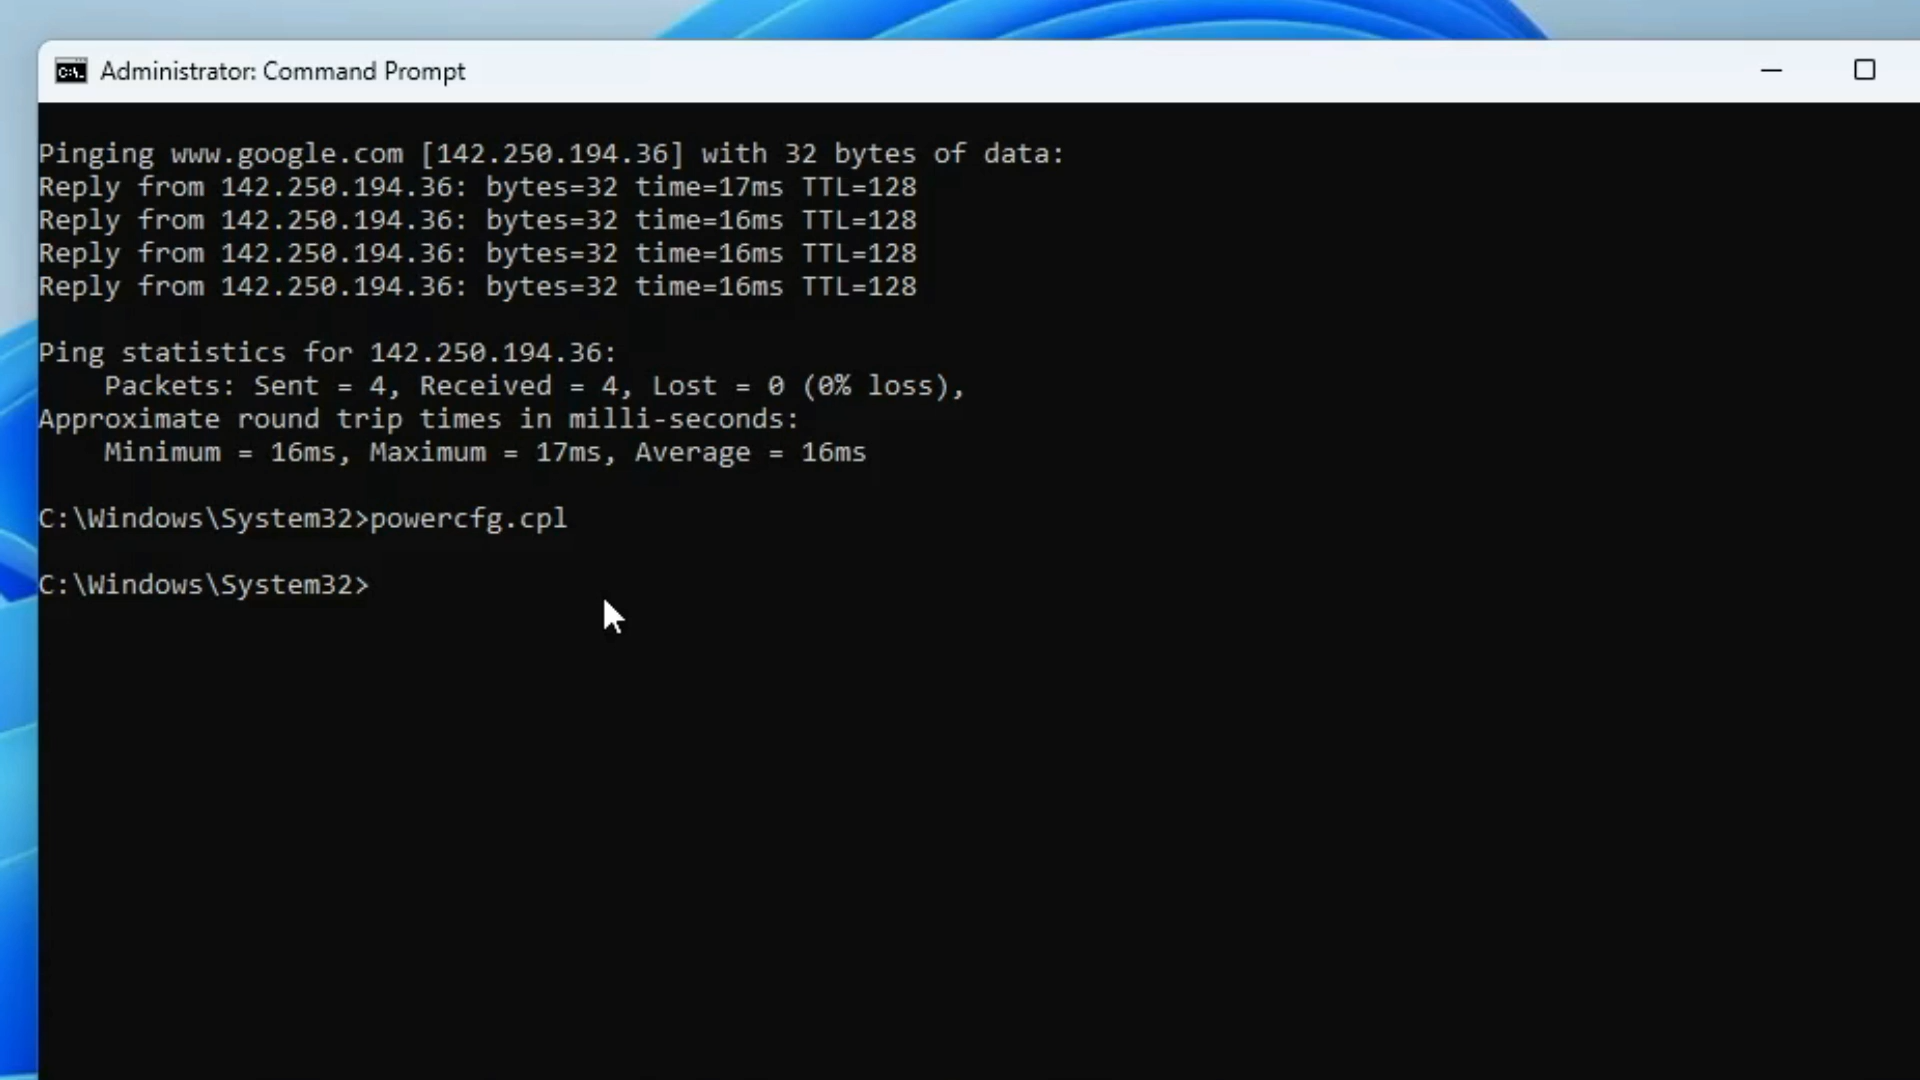 Administrator: Command Prompt
Pinging www.google.com [142.250.194.36] with 32 bytes of data:
Reply from 142.250.194.36: bytes=32 time=17ms TTL=128
Reply from 142.250.194.36: bytes=32 time=16ms TTL=128
Reply from 142.250.194.36: bytes=32 time=16ms TTL=128
Reply from 142.250.194.36: bytes=32 time=16ms TTL=128
Ping statistics for 142.250.194.36:
    Packets: Sent = 4, Received = 4, Lost = 0 (0% loss),
Approximate round trip times in milli-seconds:
    Minimum = 16ms, Maximum = 17ms, Average = 16ms
C:\Windows\System32>powercfg.cpl
C:\Windows\System32>